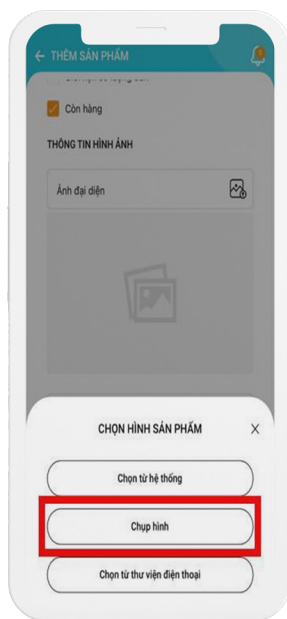 THÊM SẢN PHẨM
Còn hàng
THÔNG TIN HÌNH ẢNH
Ảnh đại diện
CHỌN HÌNH SẢN PHẨM
Chọn từ hệ thống
Chụp hình
Chọn từ thư viện điện thoại